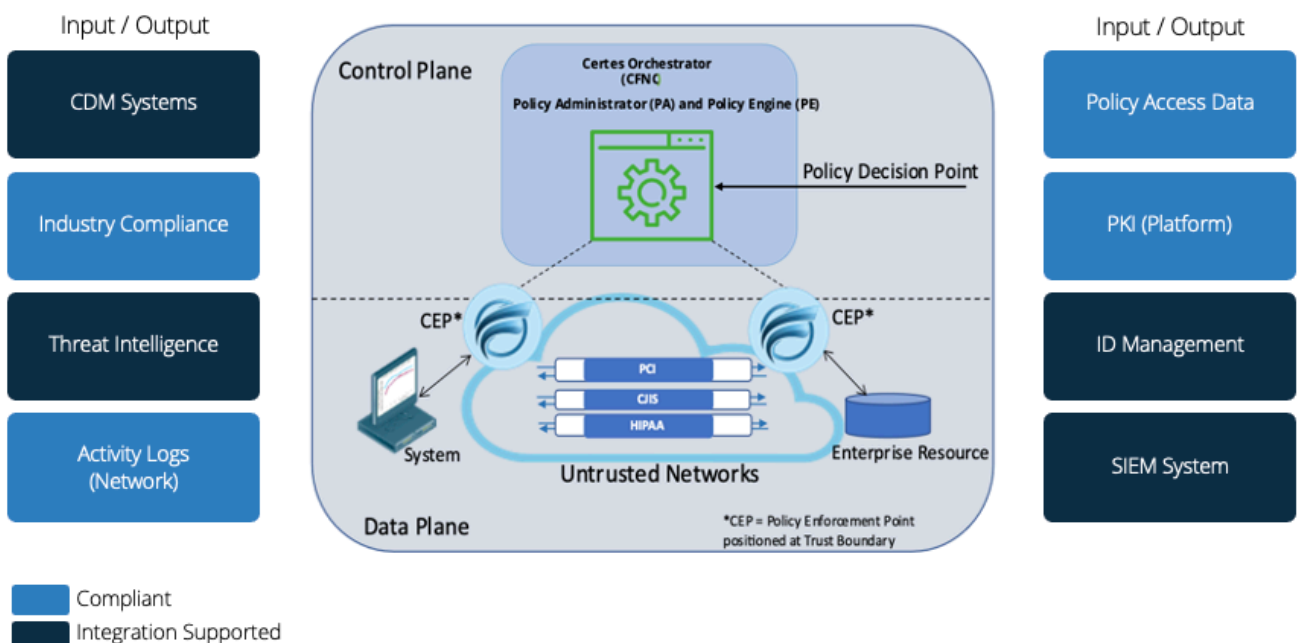 Input / Output
CDM Systems
Industry Compliance
Threat Intelligence
Activity Logs
(Network)
Control Plane
Certes Orchestrator
(CFNC)
Policy Administrator (PA) and Policy Engine (PE)
Policy Decision Point
CEP*
CEP*
PCI
CJIS
HIPAA
System
Enterprise Resource
Untrusted Networks
Data Plane
*CEP = Policy Enforcement Point
positioned at Trust Boundary
Input / Output
Policy Access Data
PKI (Platform)
ID Management
SIEM System
Compliant
Integration Supported